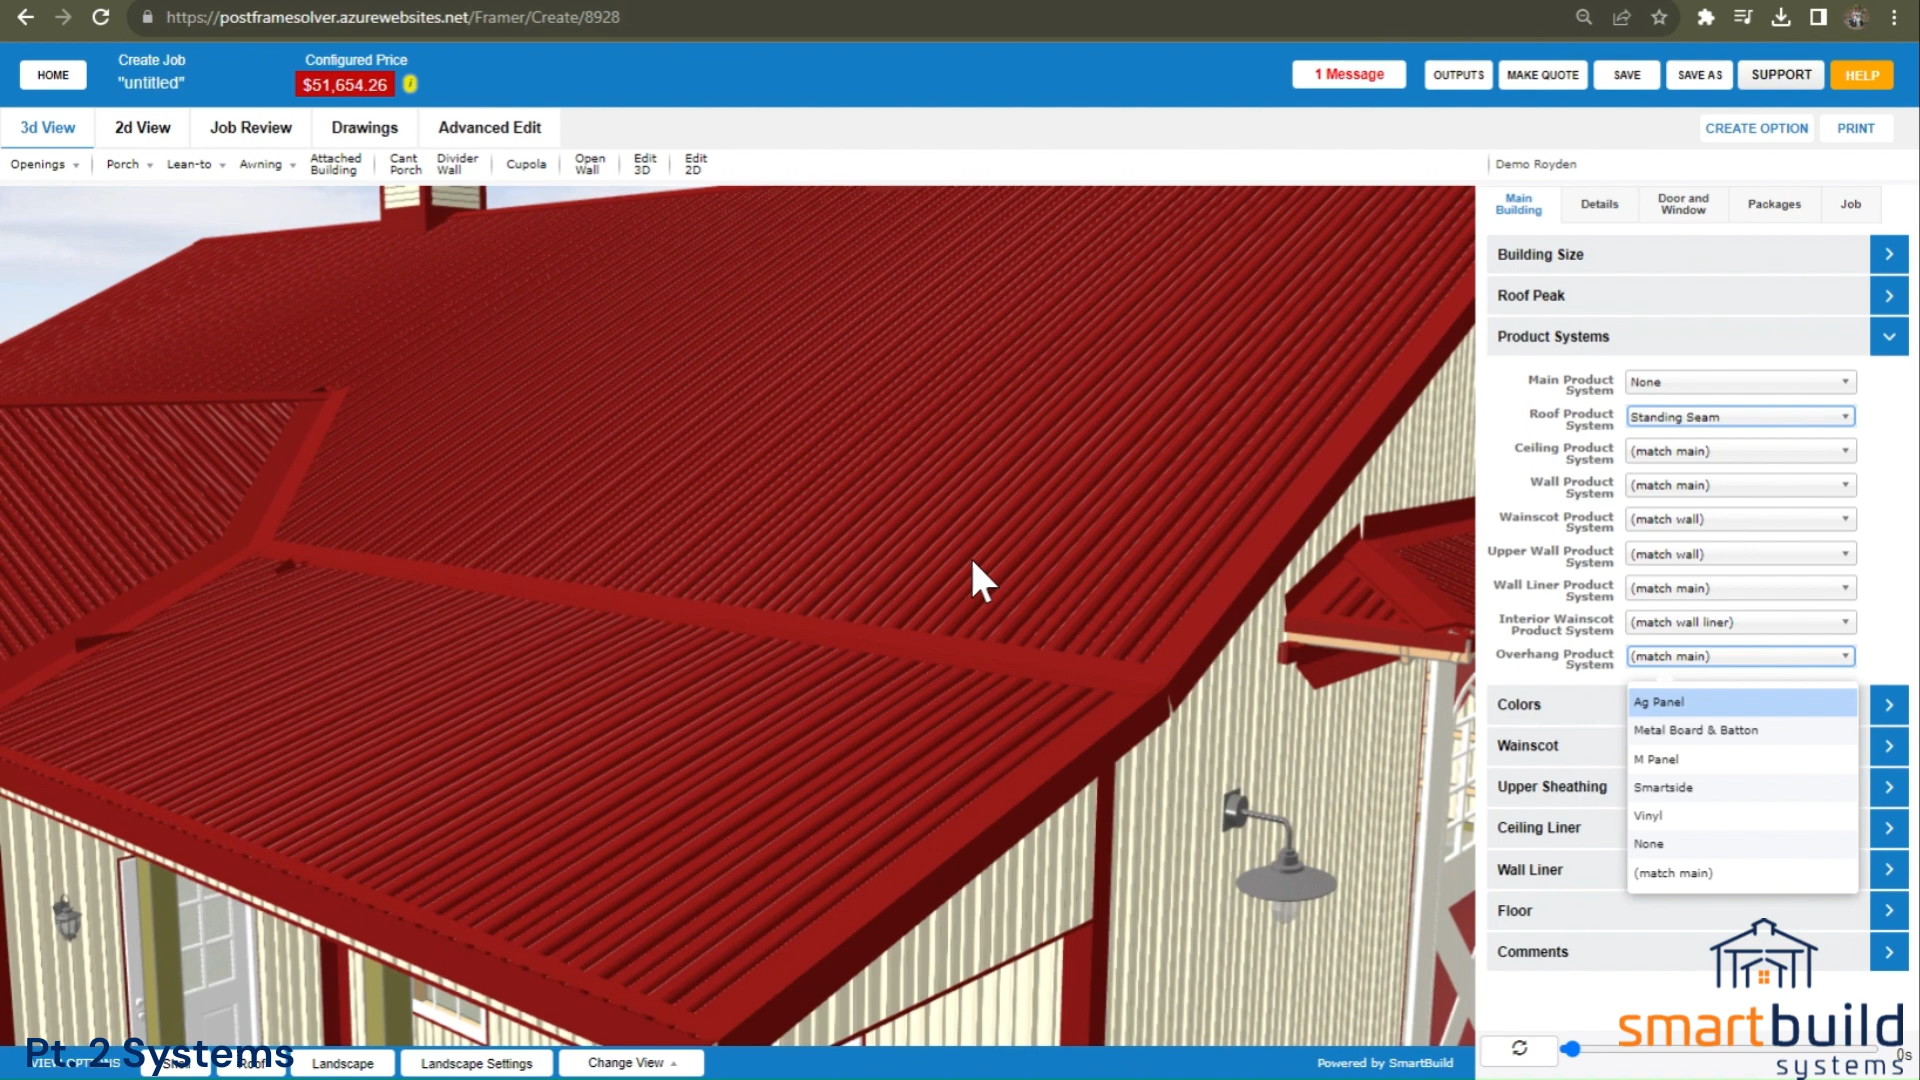 https://postframesolver.azurewebsites.net/Framer/Create/8928
HOME
Create Job
"untitled"
Configured Price
$51,654.26
i
1 Message
OUTPUTS
MAKE QUOTE
SAVE
SAVE AS
SUPPORT
HELP
3d View
2d View
Job Review
Drawings
Advanced Edit
CREATE OPTION
PRINT
Openings
Porch
Lean-to
Awning
Attached
Building
Cant
Porch
Divider
Wall
Cupola
Open
Wall
Edit
3D
Edit
2D
Demo Royden
Main
Building
Details
Door and
Window
Packages
Job
Building Size
Roof Peak
Product Systems
Main Product
System
None
Roof Product
System
Standing Seam
Ceiling Product
System
(match main)
Wall Product
System
(match main)
Wainscot Product
System
(match wall)
Upper Wall Product
System
(match wall)
Wall Liner Product
System
(match main)
Interior Wainscot
Product System
(match wall liner)
Overhang Product
System
(match main)
Ag Panel
Metal Board & Batton
M Panel
Smartside
Vinyl
None
(match main)
Colors
Wainscot
Upper Sheathing
Ceiling Liner
Wall Liner
Floor
Comments
smartbuild
systems
0s
Pt. 2 Systems
VIEW OPTIONS
Shell
Roof
Landscape
Landscape Settings
Change View
Powered by SmartBuild